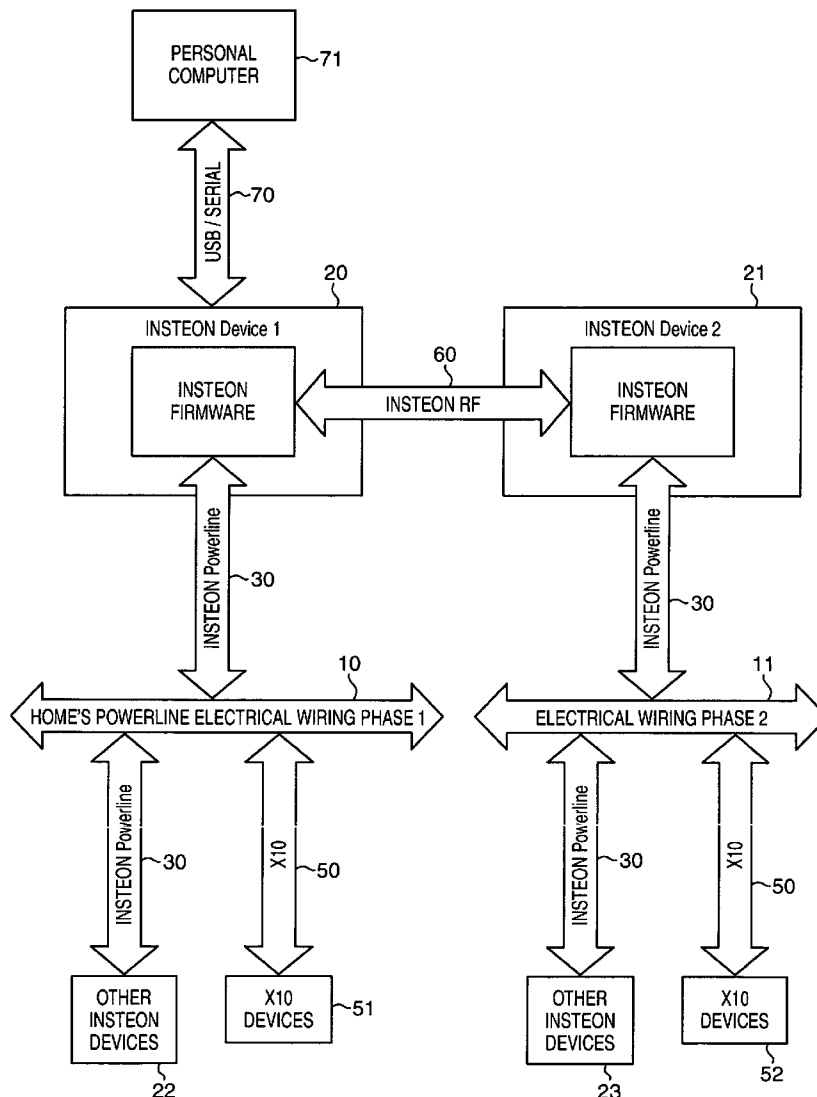 PERSONAL
COMPUTER
71
USB / SERIAL
70
20
INSTEON Device 1
INSTEON
FIRMWARE
60
INSTEON RF
21
INSTEON Device 2
INSTEON
FIRMWARE
INSTEON Powerline
30
INSTEON Powerline
30
10
HOME'S POWERLINE ELECTRICAL WIRING PHASE 1
11
ELECTRICAL WIRING PHASE 2
INSTEON Powerline
30
X10
50
INSTEON Powerline
30
X10
50
OTHER
INSTEON
DEVICES
22
X10
DEVICES
51
OTHER
INSTEON
DEVICES
23
X10
DEVICES
52